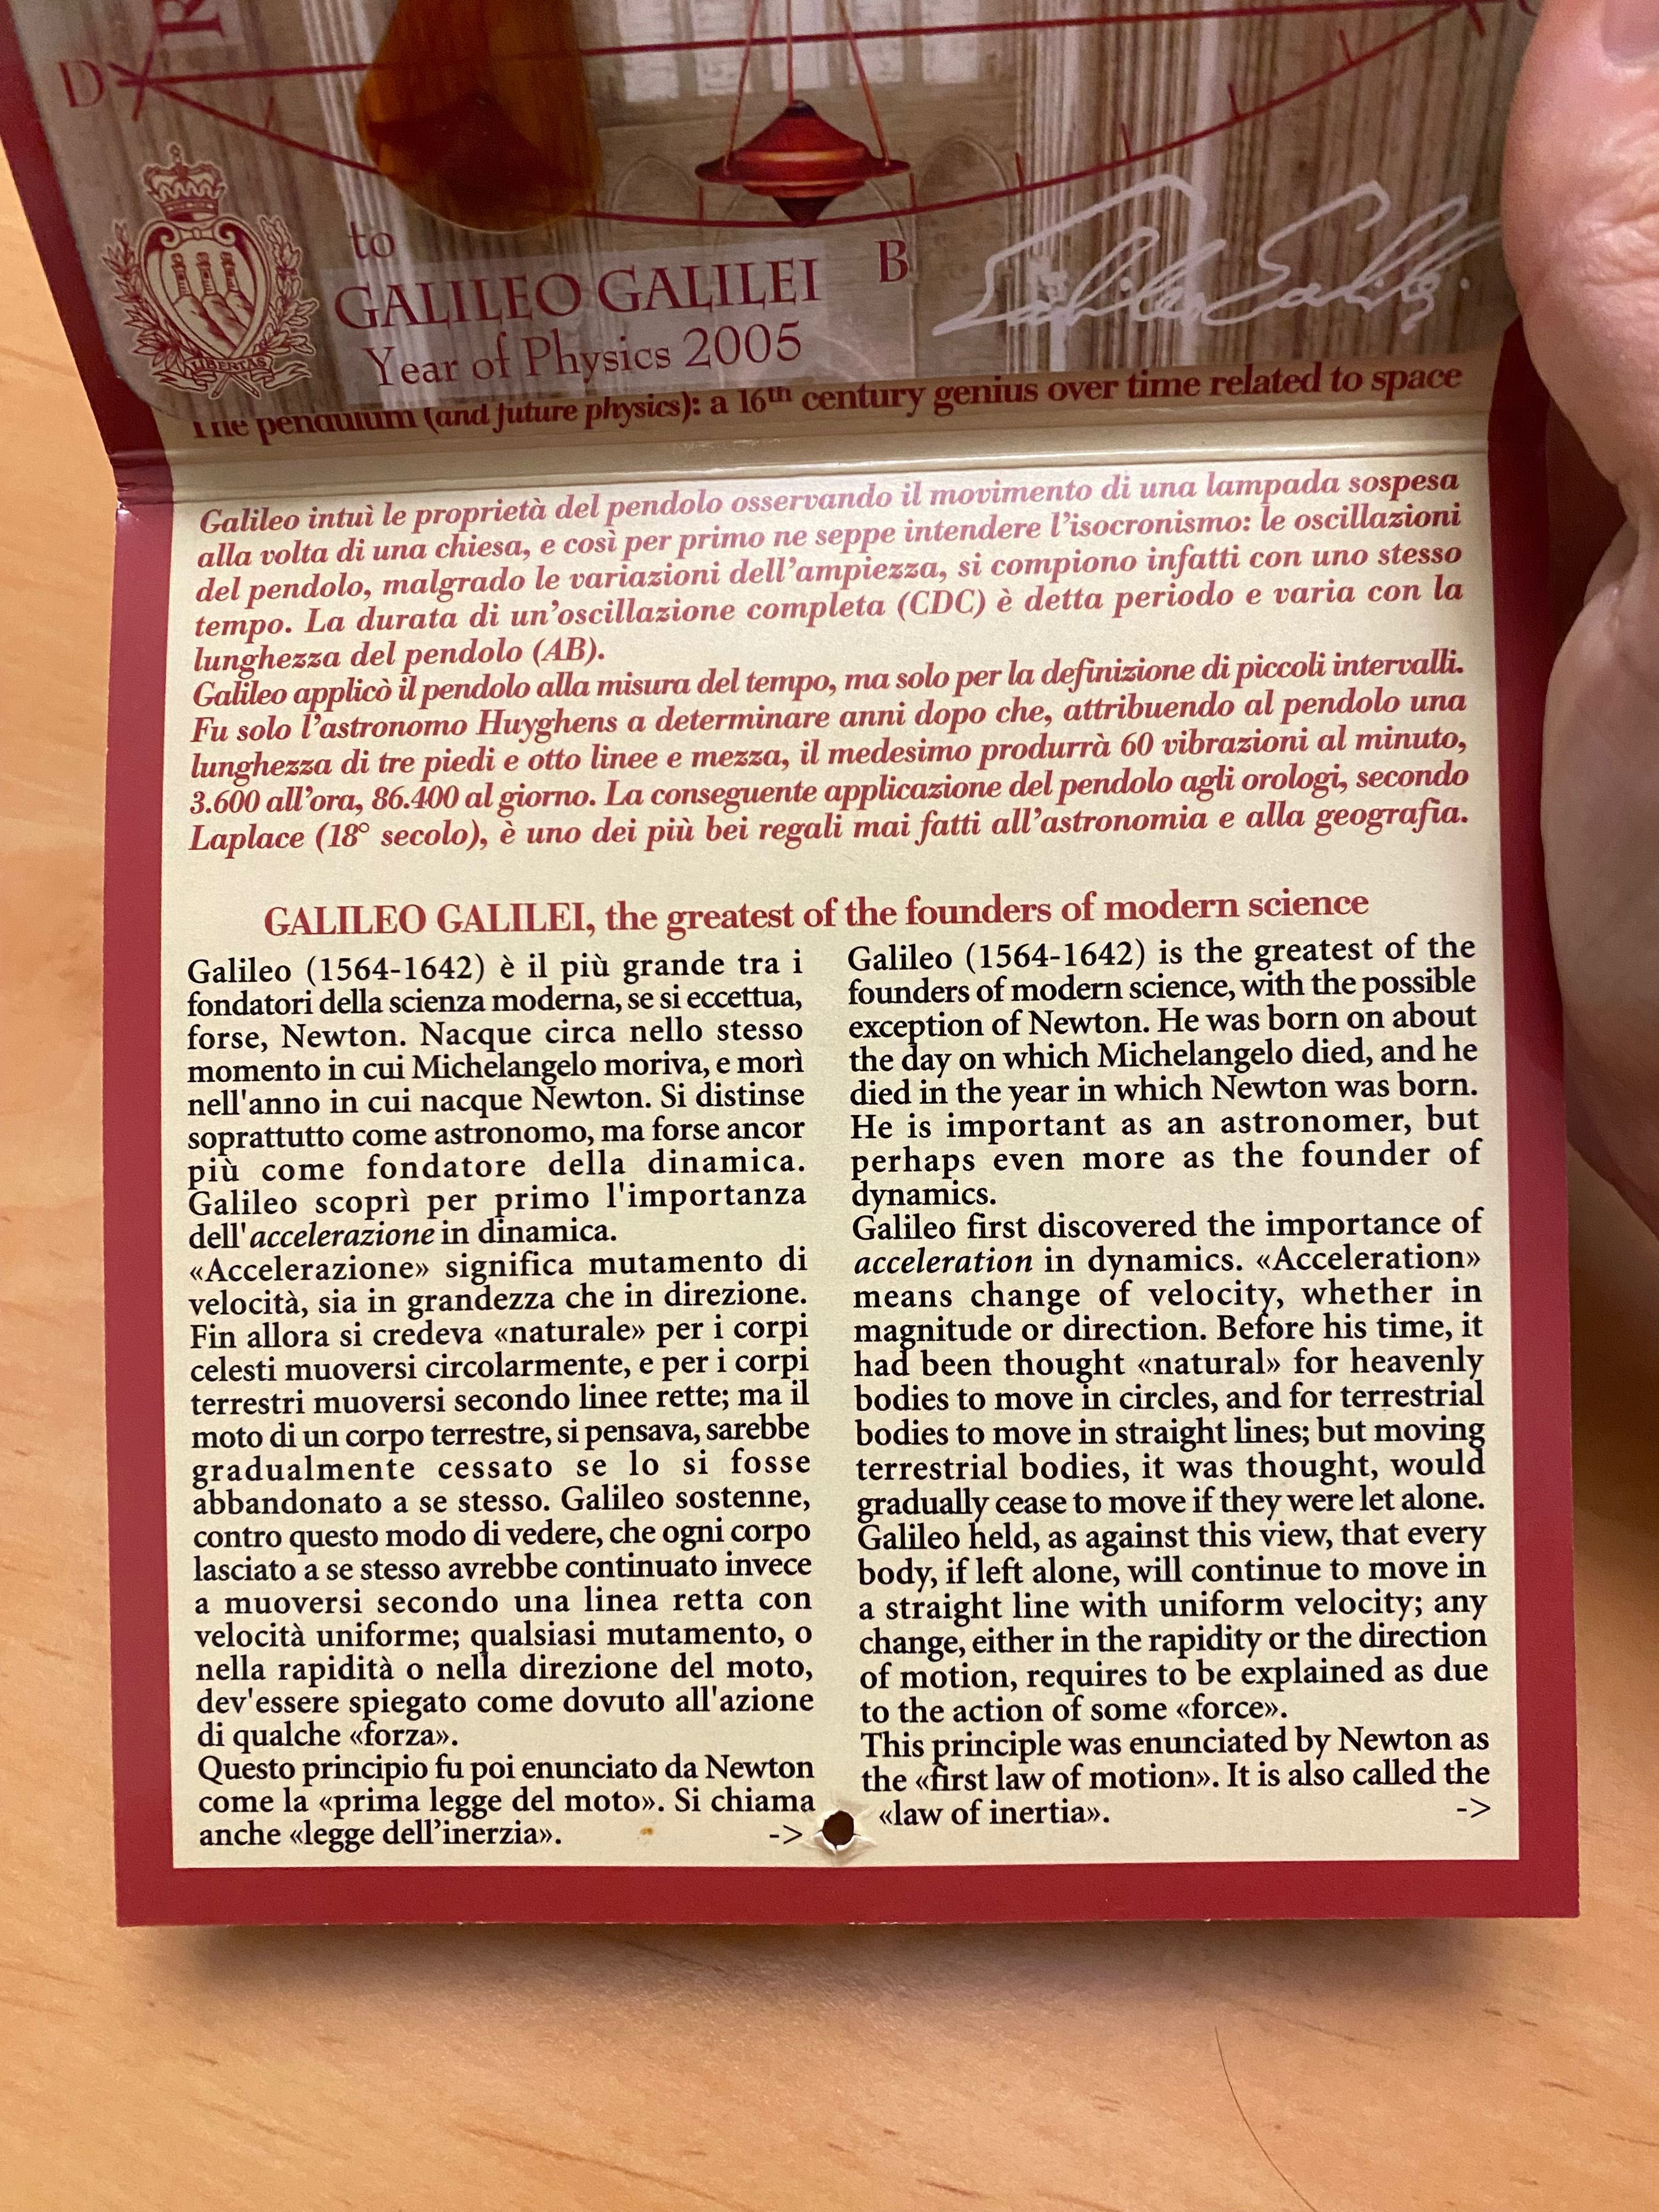 D
R
to
GALILEO GALILEI
B
Year of Physics 2005
LIBERTAS
Galileo Galilei.
The pendulum (and future physics): a 16th century genius over time related to space
Galileo intuì le proprietà del pendolo osservando il movimento di una lampada sospesa
alla volta di una chiesa, e così per primo ne seppe intendere l'isocronismo: le oscillazioni
del pendolo, malgrado le variazioni dell'ampiezza, si compiono infatti con uno stesso
tempo. La durata di un'oscillazione completa (CDC) è detta periodo e varia con la
lunghezza del pendolo (AB).
Galileo applicò il pendolo alla misura del tempo, ma solo per la definizione di piccoli intervalli.
Fu solo l'astronomo Huyghens a determinare anni dopo che, attribuendo al pendolo una
lunghezza di tre piedi e otto linee e mezza, il medesimo produrrà 60 vibrazioni al minuto,
3.600 all'ora, 86.400 al giorno. La conseguente applicazione del pendolo agli orologi, secondo
Laplace (18° secolo), è uno dei più bei regali mai fatti all'astronomia e alla geografia.
GALILEO GALILEI, the greatest of the founders of modern science
Galileo (1564-1642) è il più grande tra i
fondatori della scienza moderna, se si eccettua,
forse, Newton. Nacque circa nello stesso
momento in cui Michelangelo moriva, e morì
nell'anno in cui nacque Newton. Si distinse
soprattutto come astronomo, ma forse ancor
più come fondatore della dinamica.
Galileo scoprì per primo l'importanza
dell'accelerazione in dinamica.
«Accelerazione» significa mutamento di
velocità, sia in grandezza che in direzione.
Fin allora si credeva «naturale» per i corpi
celesti muoversi circolarmente, e per i corpi
terrestri muoversi secondo linee rette; ma il
moto di un corpo terrestre, si pensava, sarebbe
gradualmente cessato se lo si fosse
abbandonato a se stesso. Galileo sostenne,
contro questo modo di vedere, che ogni corpo
lasciato a se stesso avrebbe continuato invece
a muoversi secondo una linea retta con
velocità uniforme; qualsiasi mutamento, o
nella rapidità o nella direzione del moto,
dev'essere spiegato come dovuto all'azione
di qualche «forza».
Questo principio fu poi enunciato da Newton
come la «prima legge del moto». Si chiama
anche «legge dell'inerzia». ->
Galileo (1564-1642) is the greatest of the
founders of modern science, with the possible
exception of Newton. He was born on about
the day on which Michelangelo died, and he
died in the year in which Newton was born.
He is important as an astronomer, but
perhaps even more as the founder of
dynamics.
Galileo first discovered the importance of
acceleration in dynamics. «Acceleration»
means change of velocity, whether in
magnitude or direction. Before his time, it
had been thought «natural» for heavenly
bodies to move in circles, and for terrestrial
bodies to move in straight lines; but moving
terrestrial bodies, it was thought, would
gradually cease to move if they were let alone.
Galileo held, as against this view, that every
body, if left alone, will continue to move in
a straight line with uniform velocity; any
change, either in the rapidity or the direction
of motion, requires to be explained as due
to the action of some «force».
This principle was enunciated by Newton as
the «first law of motion». It is also called the
«law of inertia». ->